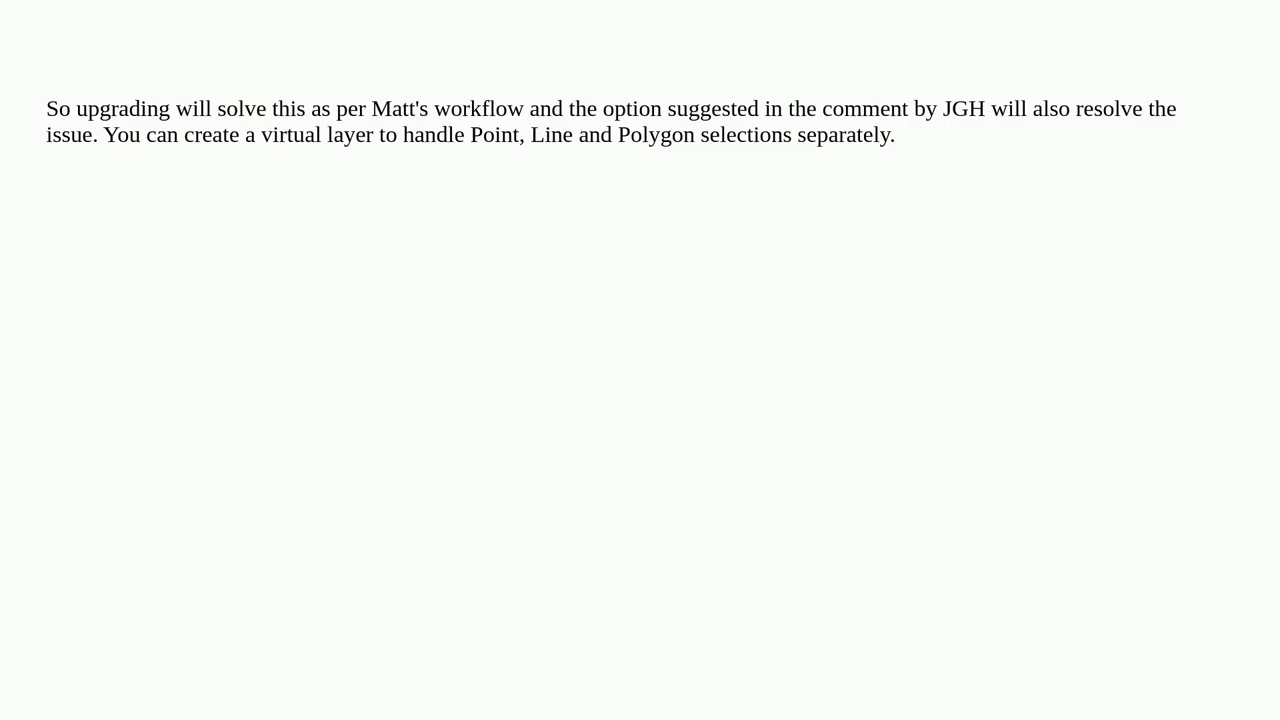 So upgrading will solve this as per Matt's workflow and the option suggested in the comment by JGH will also resolve the
issue. You can create a virtual layer to handle Point, Line and Polygon selections separately.